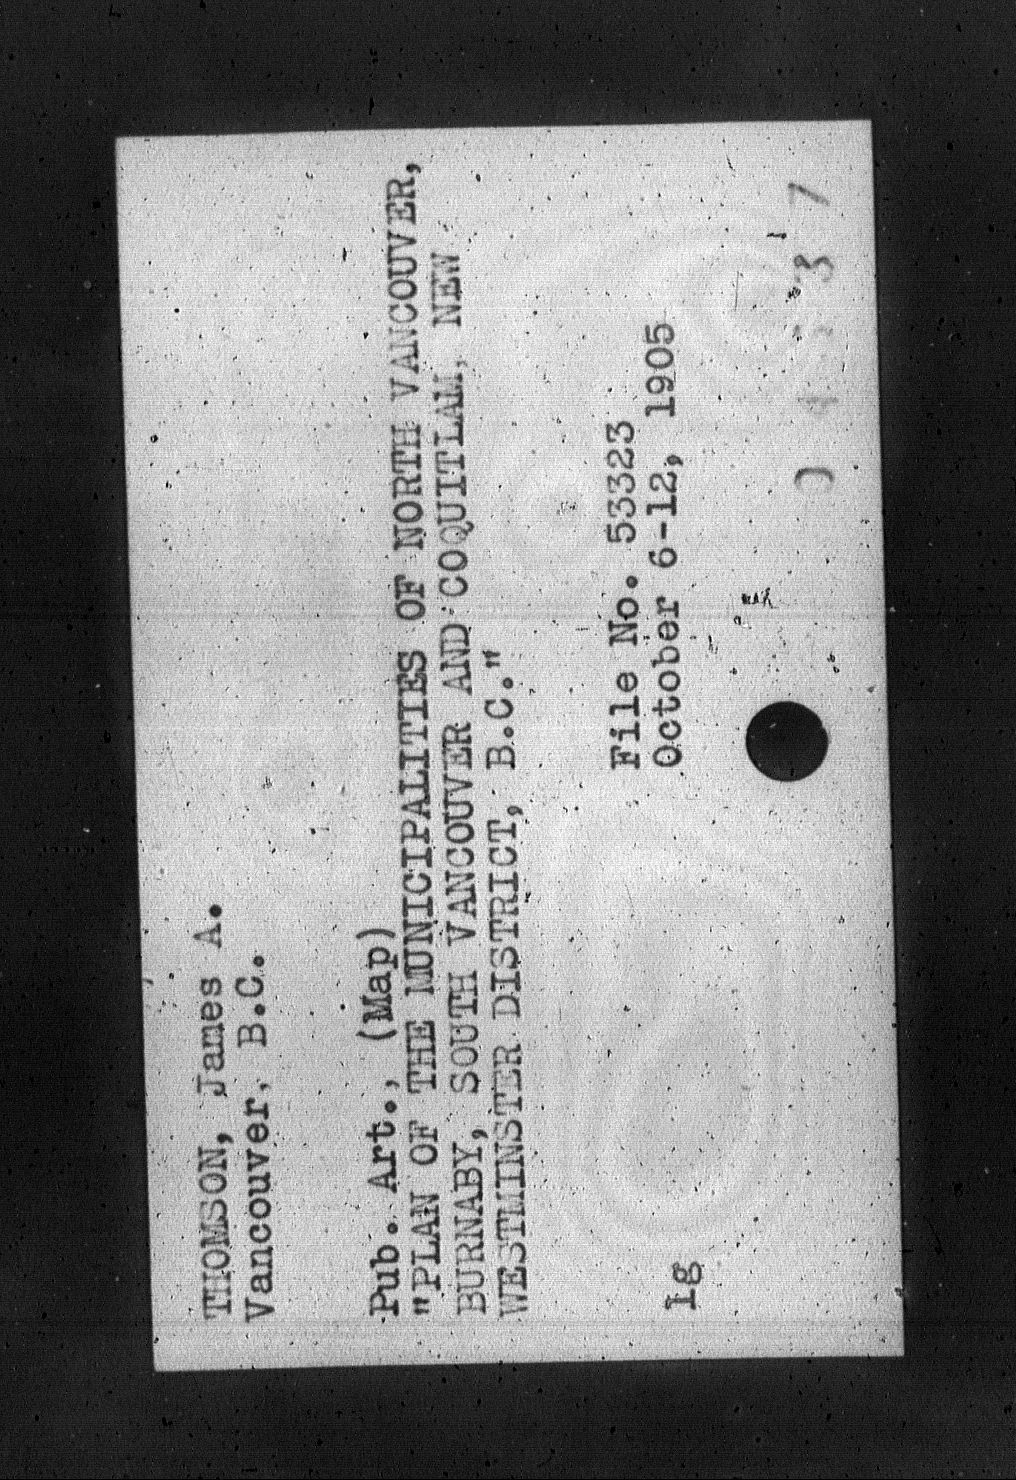 THOMSON, James A.
Vancouver, B.C.
Pub. Art., (Map)
"PLAN OF THE MUNICIPALITIES OF NORTH VANCOUVER,
BURNABY, SOUTH VANCOUVER AND COQUITLAM, NEW
WESTMINSTER DISTRICT, B.C."
File No. 53323
October 6-12, 1905
lg